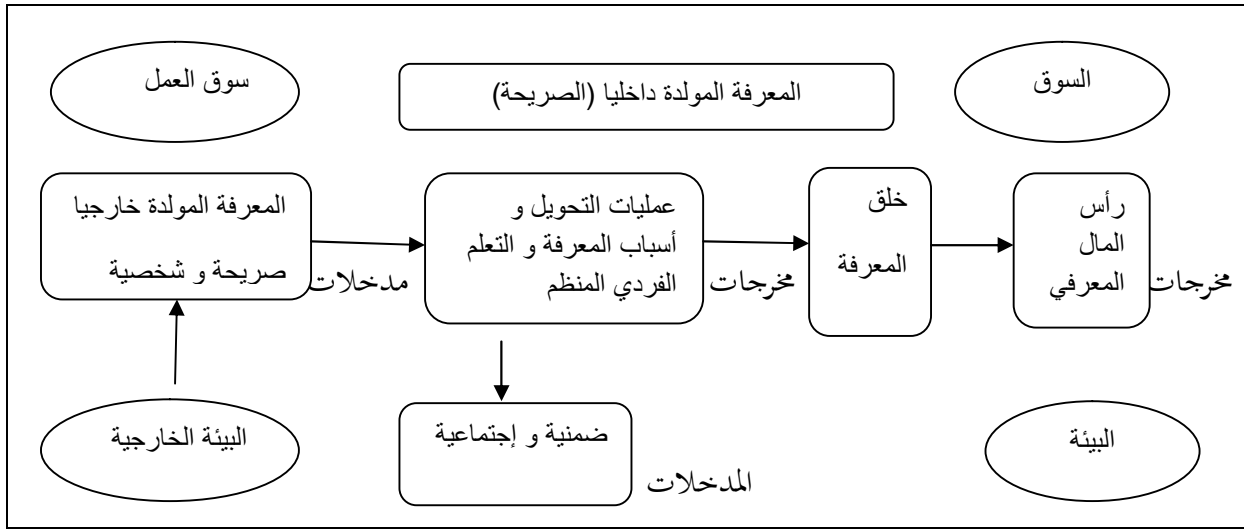 سوق العمل
المعرفة المولدة داخليا (الصريحة)
السوق
المعرفة المولدة خارجيا
صريحة و شخصية
مدخلات
عمليات التحويل و
أسباب المعرفة و التعلم
الفردي المنظم
مخرجات
خلق
المعرفة
رأس
المال
المعرفي
مخرجات
البيئة الخارجية
ضمنية و إجتماعية
المدخلات
البيئة